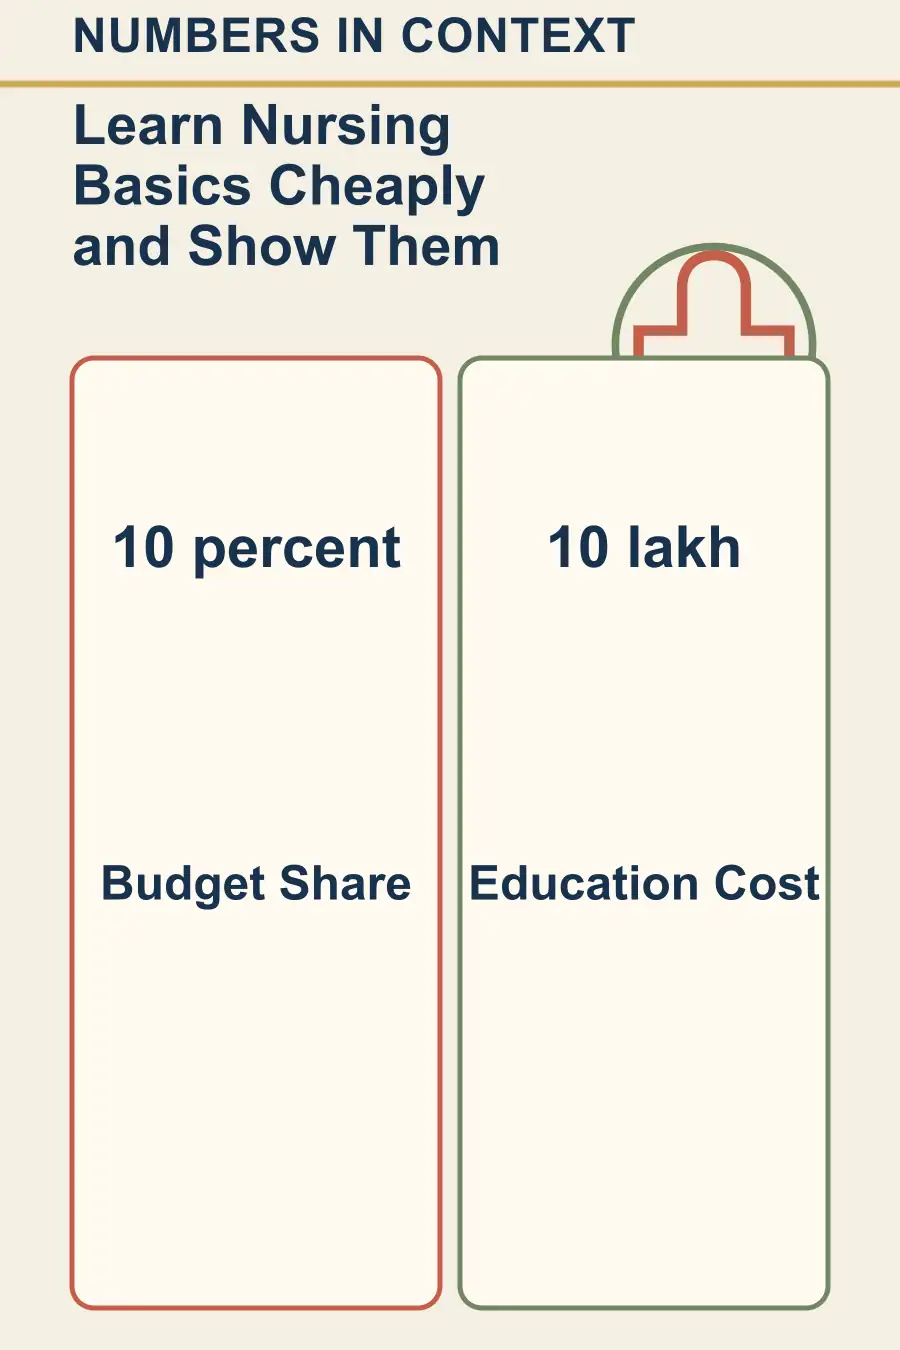 NUMBERS IN CONTEXT
Learn Nursing
Basics Cheaply
and Show Them
10 percent
Budget Share
10 lakh
Education Cost